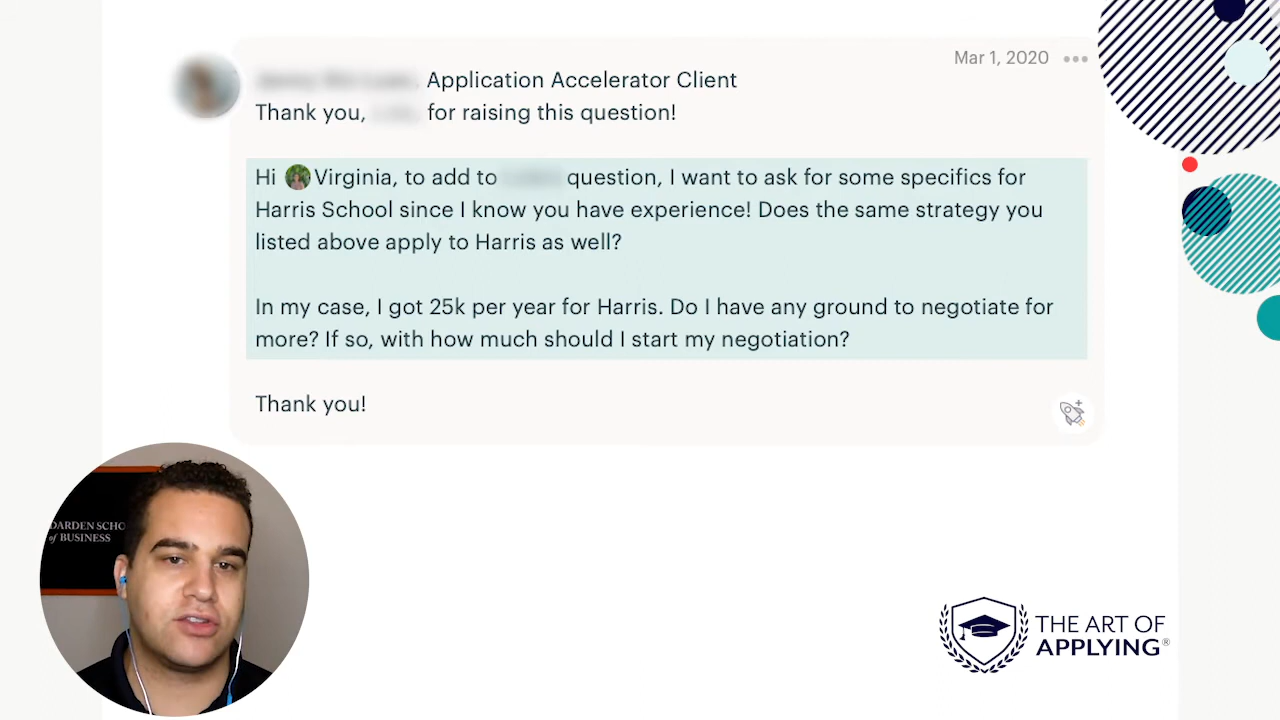 Mar 1, 2020
Application Accelerator Client
Thank you, for raising this question!
Hi Virginia, to add to question, I want to ask for some specifics for
Harris School since I know you have experience! Does the same strategy you
listed above apply to Harris as well?
In my case, I got 25k per year for Harris. Do I have any ground to negotiate for
more? If so, with how much should I start my negotiation?
Thank you!
DARDEN SCHO
of BUSINESS
THE ART OF
APPLYING®